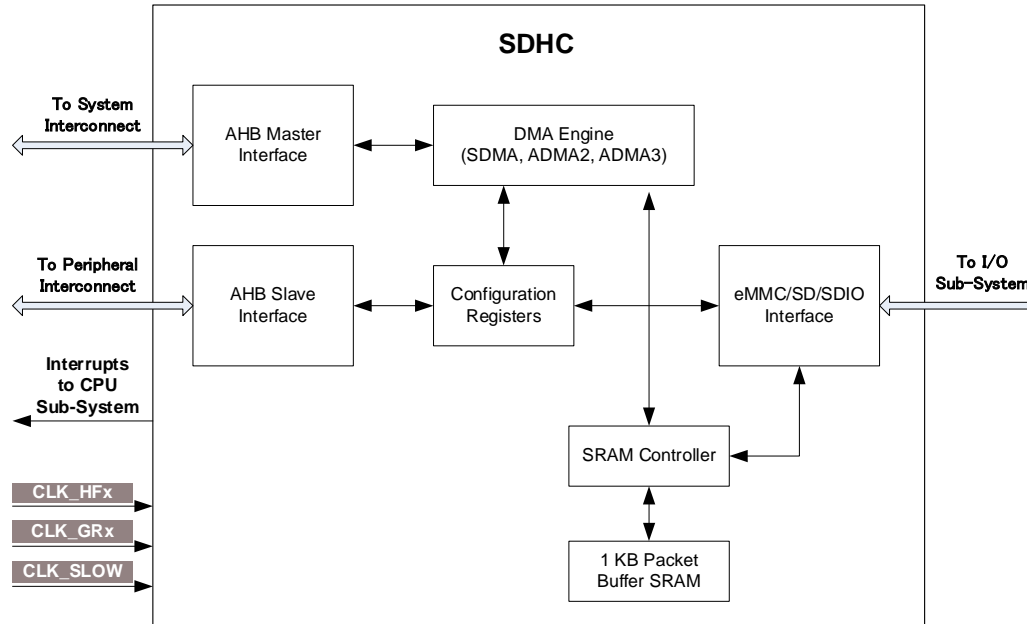 SDHC
To System
Interconnect
AHB Master
Interface
DMA Engine
(SDMA, ADMA2, ADMA3)
To Peripheral
Interconnect
AHB Slave
Interface
Configuration
Registers
eMMC/SD/SDIO
Interface
To I/O
Sub-System
Interrupts
to CPU
Sub-System
SRAM Controller
CLK_HFx
CLK_GRx
CLK_SLOW
1 KB Packet
Buffer SRAM